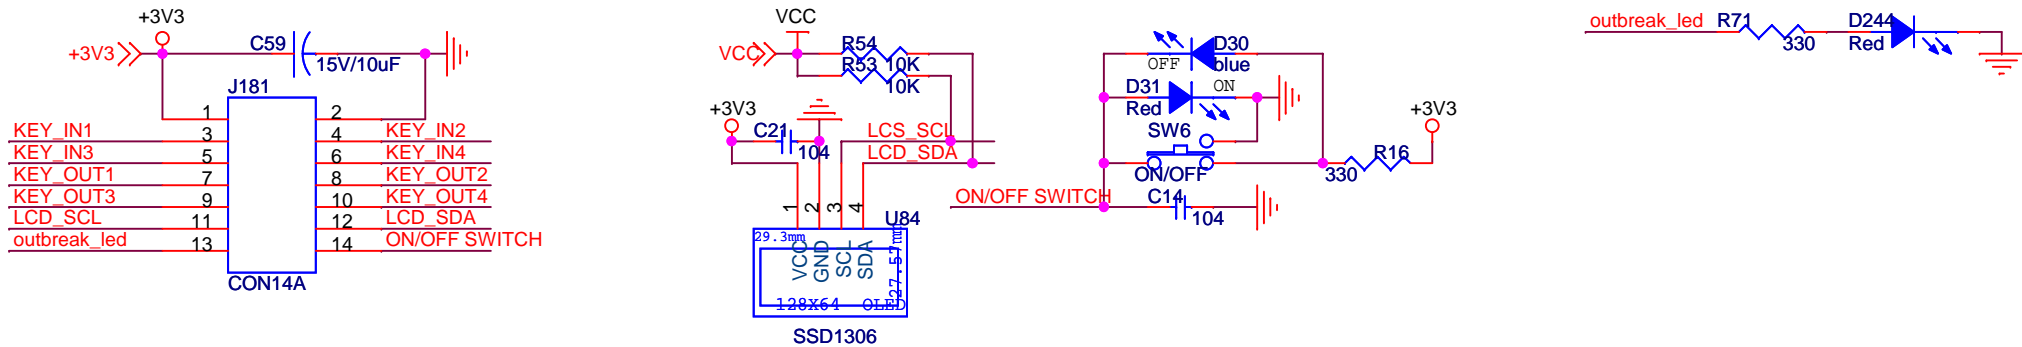 +3V3
+3V3
C59
15V/10uF
J181
1
2
KEY_IN1
3
4
KEY_IN2
KEY_IN3
5
6
KEY_IN4
KEY_OUT1
7
8
KEY_OUT2
KEY_OUT3
9
10
KEY_OUT4
LCD_SCL
11
12
LCD_SDA
outbreak_led
13
14
ON/OFF SWITCH
CON14A
VCC
VCC
R54
10K
R53
10K
+3V3
C21
104
LCS_SCL
LCD_SDA
1
2
3
4
U84
29.3mm
27.57mm
VCC
GND
SCL
SDA
128X64 OLED
SSD1306
D30
blue
OFF
D31
Red
ON
SW6
ON/OFF
+3V3
R16
330
ON/OFF SWITCH
C14
104
outbreak_led
R71
330
D244
Red